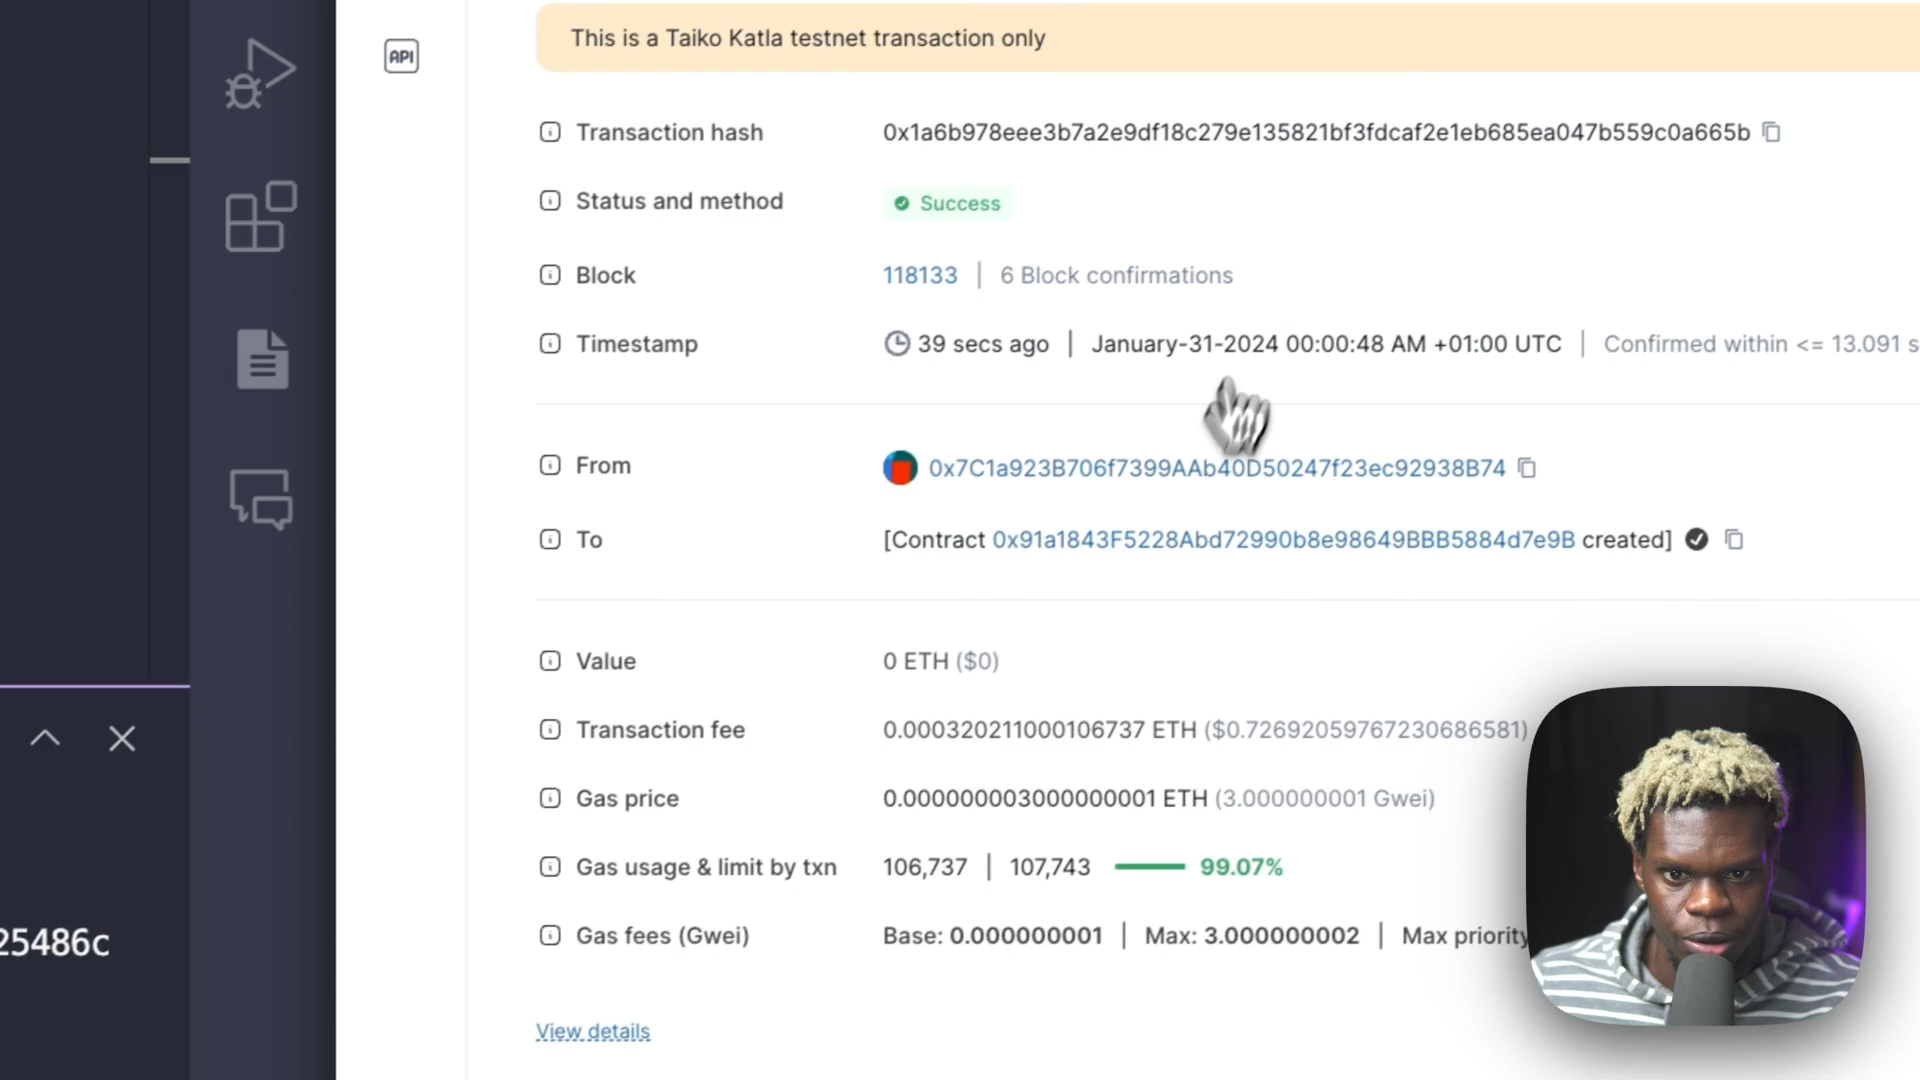 This is a Taiko Katla testnet transaction only
API
Transaction hash 0x1a6b978eee3b7a2e9df18c279e135821bf3fdcaf2e1eb685ea047b559c0a665b
Status and method Success
Block 118133 | 6 Block confirmations
Timestamp 39 secs ago | January-31-2024 00:00:48 AM +01:00 UTC | Confirmed within <= 13.091 s
From 0x7C1a923B706f7399AAb40D50247f23ec92938B74
To [Contract 0x91a1843F5228Abd72990b8e98649BBB5884d7e9B created]
Value 0 ETH ($0)
Transaction fee 0.000320211000106737 ETH ($0.72692059767230686581)
Gas price 0.000000003000000001 ETH (3.000000001 Gwei)
Gas usage & limit by txn 106,737 | 107,743 99.07%
Gas fees (Gwei) Base: 0.000000001 | Max: 3.000000002 | Max priority
25486c
View details